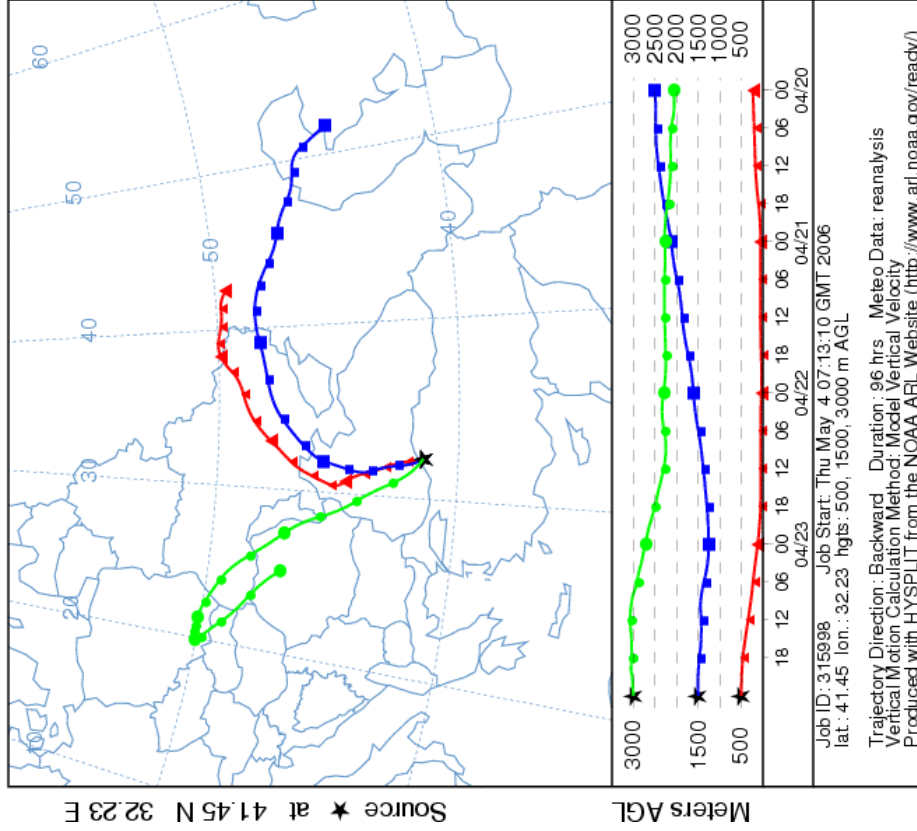 Source ★ at 41.45 N 32.23 E
60
50
50
40
40
30
20
10
Meters AGL
3000
1500
500
3000
2500
2000
1500
1000
500
18 12 06 00 18 12 06 00 18 12 06 00 18 12 06 00
04/23 04/22 04/21 04/20
Job ID: 315998 Job Start: Thu May 4 07:13:10 GMT 2006
lat.: 41.45 lon.: 32.23 hgts: 500, 1500, 3000 m AGL
Trajectory Direction: Backward Duration: 96 hrs Meteo Data: reanalysis
Vertical Motion Calculation Method: Model Vertical Velocity
Produced with HYSPLIT from the NOAA ARL Website (http://www.arl.noaa.gov/ready/)